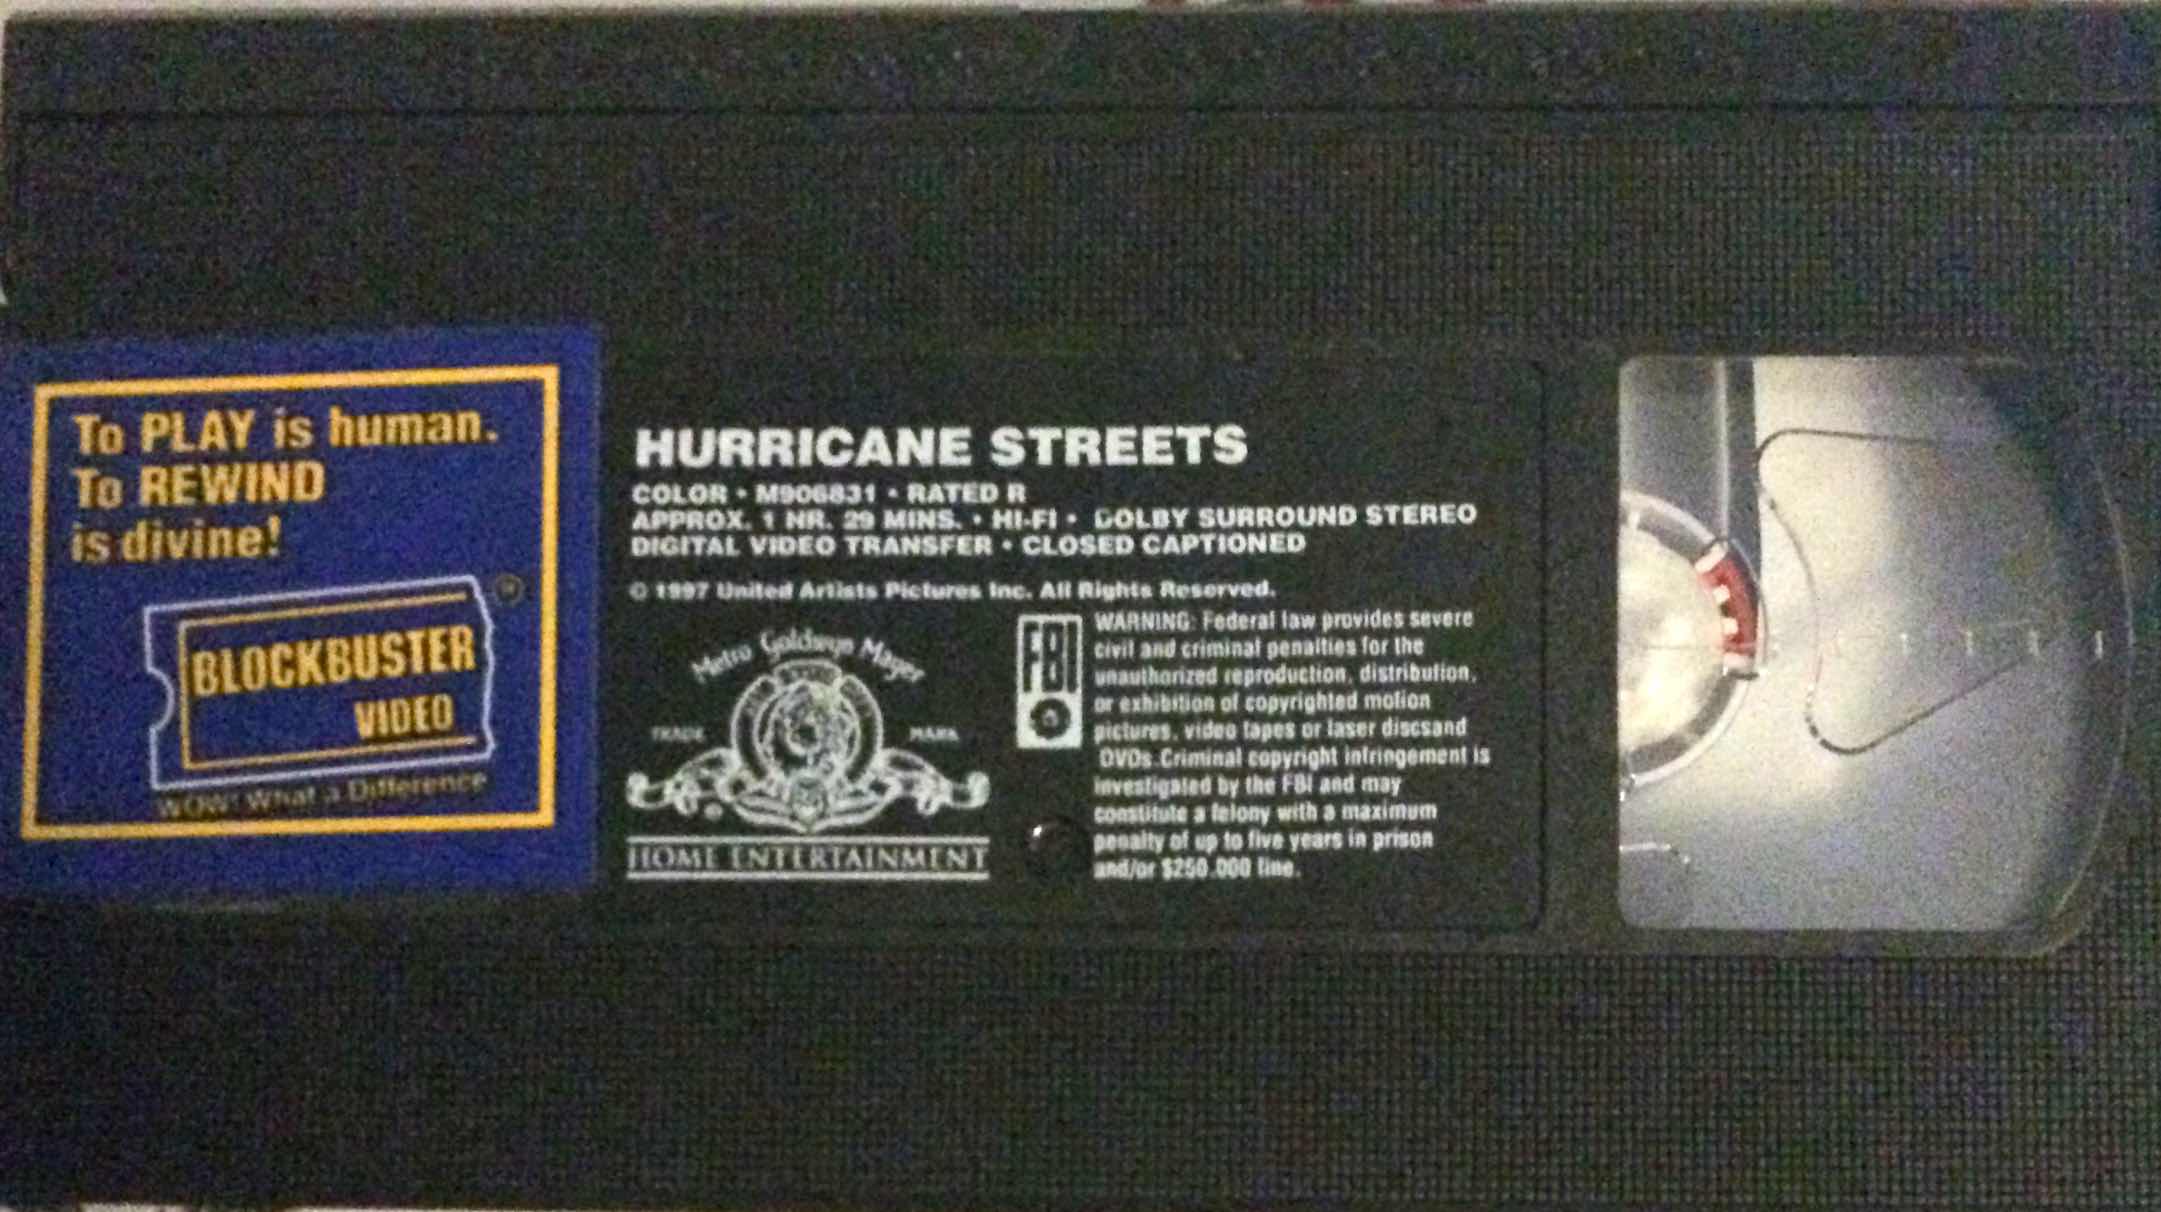 To PLAY is human.
To REWIND
is divine!
®
BLOCKBUSTER
VIDEO
WOW! What a Difference
HURRICANE STREETS
COLOR • M906831 • RATED R
APPROX. 1 HR. 29 MINS. • HI-FI • DOLBY SURROUND STEREO
DIGITAL VIDEO TRANSFER • CLOSED CAPTIONED
© 1997 United Artists Pictures Inc. All Rights Reserved.
Metro Goldwyn Mayer
TRADE MARK
HOME ENTERTAINMENT
FBI
WARNING: Federal law provides severe
civil and criminal penalties for the
unauthorized reproduction, distribution,
or exhibition of copyrighted motion
pictures, video tapes or laser discsand
DVDs. Criminal copyright infringement is
investigated by the FBI and may
constitute a felony with a maximum
penalty of up to five years in prison
and/or $250.000 fine.